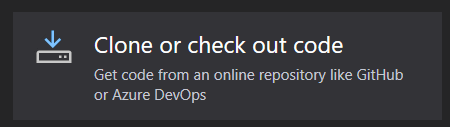 Clone or check out code
Get code from an online repository like GitHub
or Azure DevOps